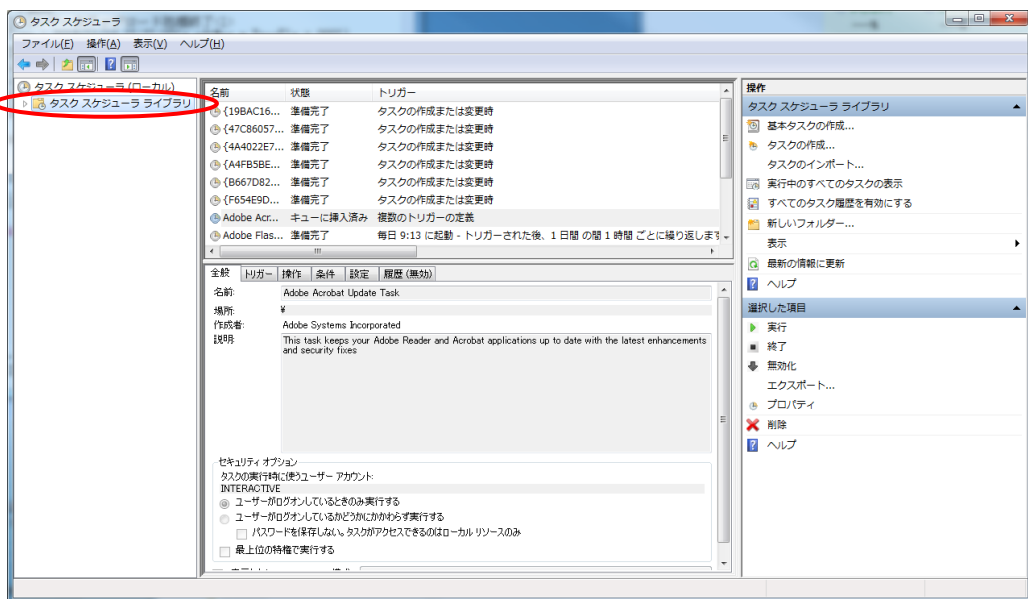 タスク スケジューラ
ファイル(F) 操作(A) 表示(V) ヘルプ(H)
タスク スケジューラ (ローカル)
タスク スケジューラ ライブラリ
名前 状態 トリガー
{19BAC16... 準備完了 タスクの作成または変更時
{47C86057... 準備完了 タスクの作成または変更時
{4A4022E7... 準備完了 タスクの作成または変更時
{A4FB5BE... 準備完了 タスクの作成または変更時
{B667D82... 準備完了 タスクの作成または変更時
{F654E9D... 準備完了 タスクの作成または変更時
Adobe Acr... キューに挿入済み 複数のトリガーの定義
Adobe Flas... 準備完了 毎日 9:13 に起動 - トリガーされた後、1 日間 の間 1 時間 ごとに繰り返します
全般 トリガー 操作 条件 設定 履歴 (無効)
名前: Adobe Acrobat Update Task
場所: ¥
作成者: Adobe Systems Incorporated
説明: This task keeps your Adobe Reader and Acrobat applications up to date with the latest enhancements
and security fixes
セキュリティ オプション
タスクの実行時に使うユーザー アカウント:
INTERACTIVE
ユーザーがログオンしているときのみ実行する
ユーザーがログオンしているかどうかにかかわらず実行する
パスワードを保存しない。タスクがアクセスできるのはローカル リソースのみ
最上位の特権で実行する
操作
タスク スケジューラ ライブラリ
基本タスクの作成...
タスクの作成...
タスクのインポート...
実行中のすべてのタスクの表示
すべてのタスク履歴を有効にする
新しいフォルダー...
表示
最新の情報に更新
ヘルプ
選択した項目
実行
終了
無効化
エクスポート...
プロパティ
削除
ヘルプ